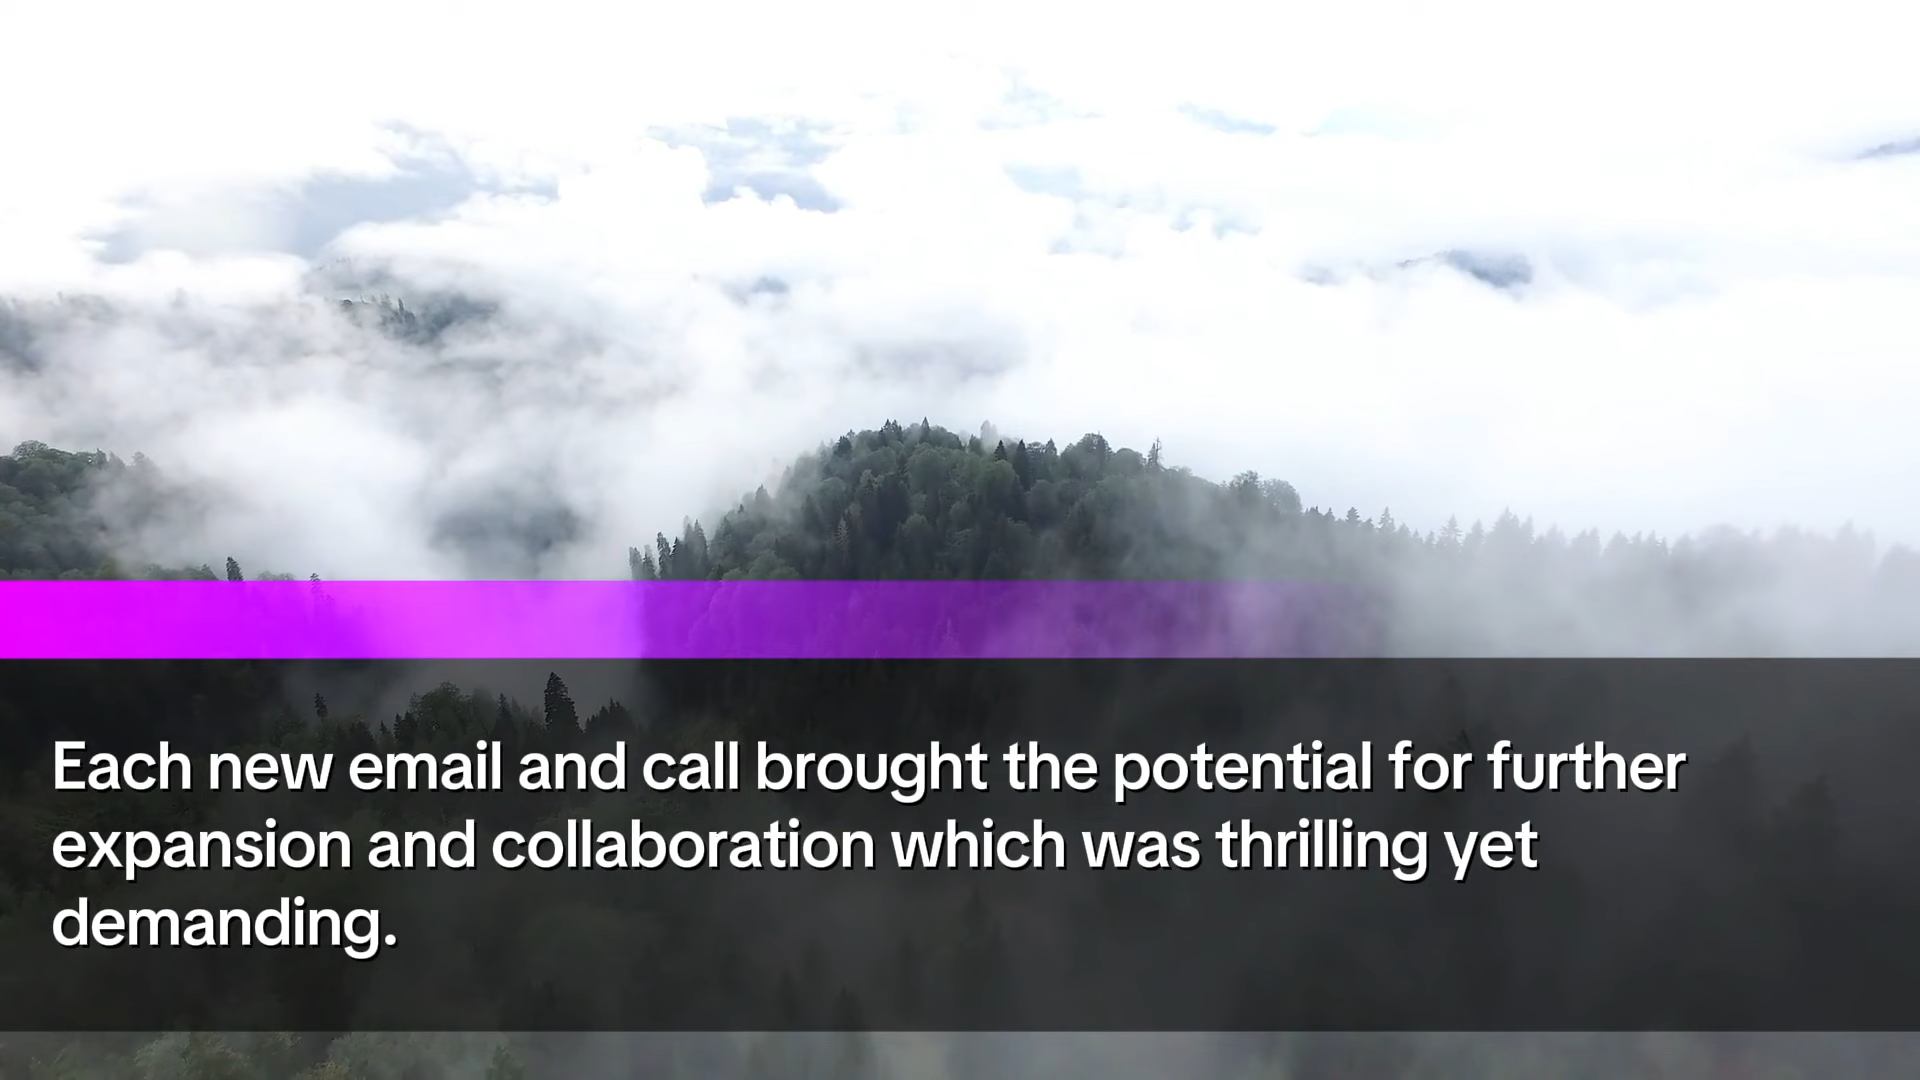 Each new email and call brought the potential for further
expansion and collaboration which was thrilling yet
demanding.